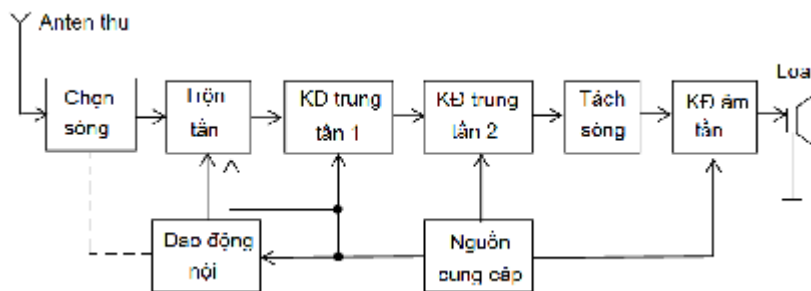 Anten thu
Loa
Chọn
sóng
Trộn
tần
KĐ trung
tần 1
KĐ trung
tần 2
Tách
sóng
KĐ âm
tần
Dao động
nội
Nguồn
cung cấp